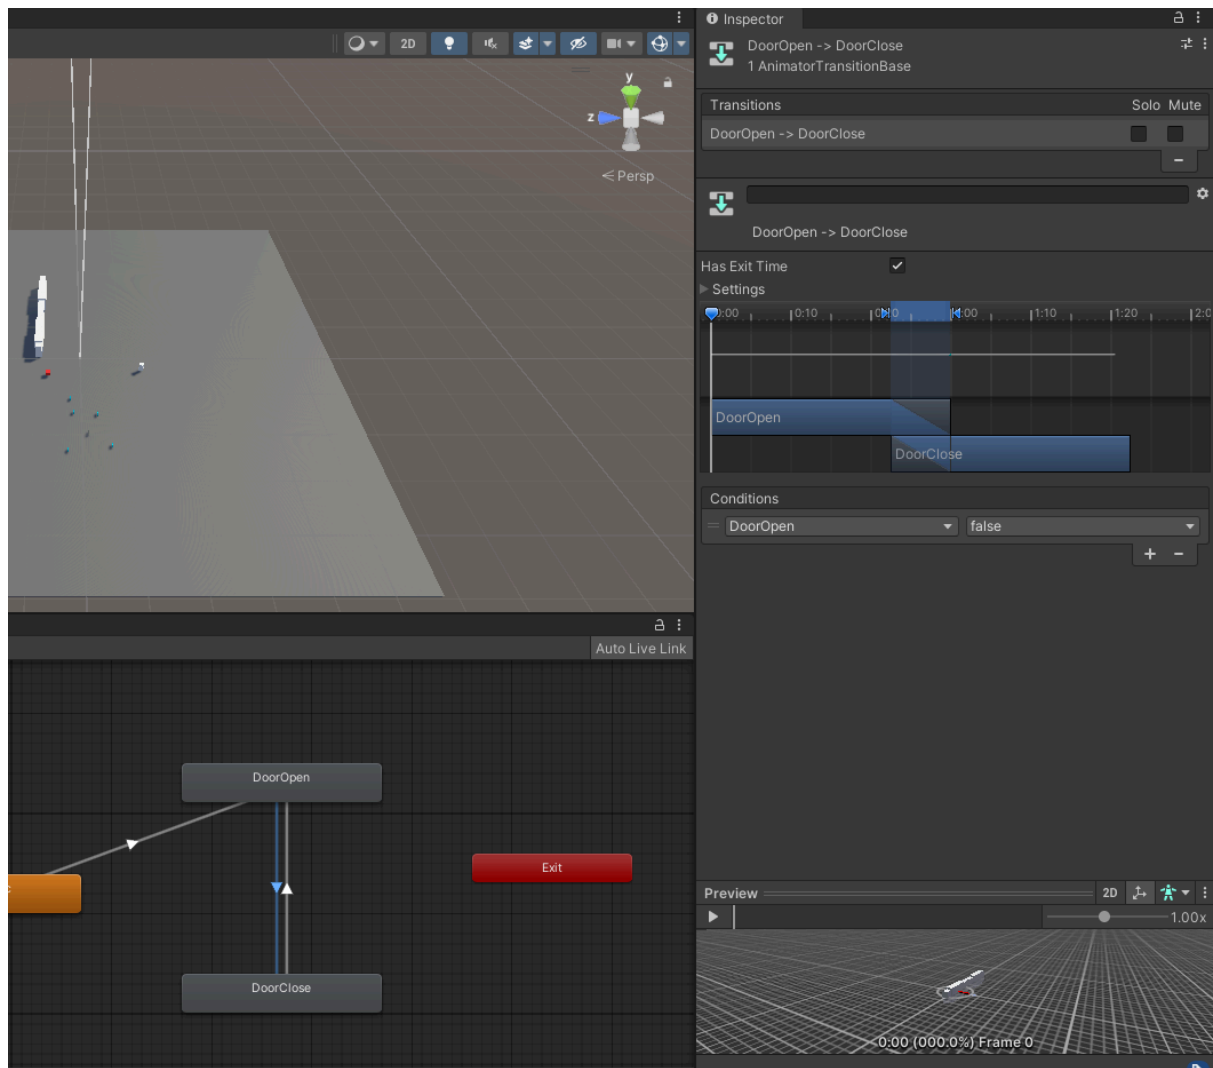 Inspector
DoorOpen -> DoorClose
1 AnimatorTransitionBase
2D
y
z
Persp
Transitions Solo Mute
DoorOpen -> DoorClose
DoorOpen -> DoorClose
Has Exit Time
Settings
0:10 1:10 1:20
DoorOpen
DoorClose
Conditions
DoorOpen false
Auto Live Link
DoorOpen
Exit
DoorClose
Preview 2D
1.00x
0:00 (000.0%) Frame 0